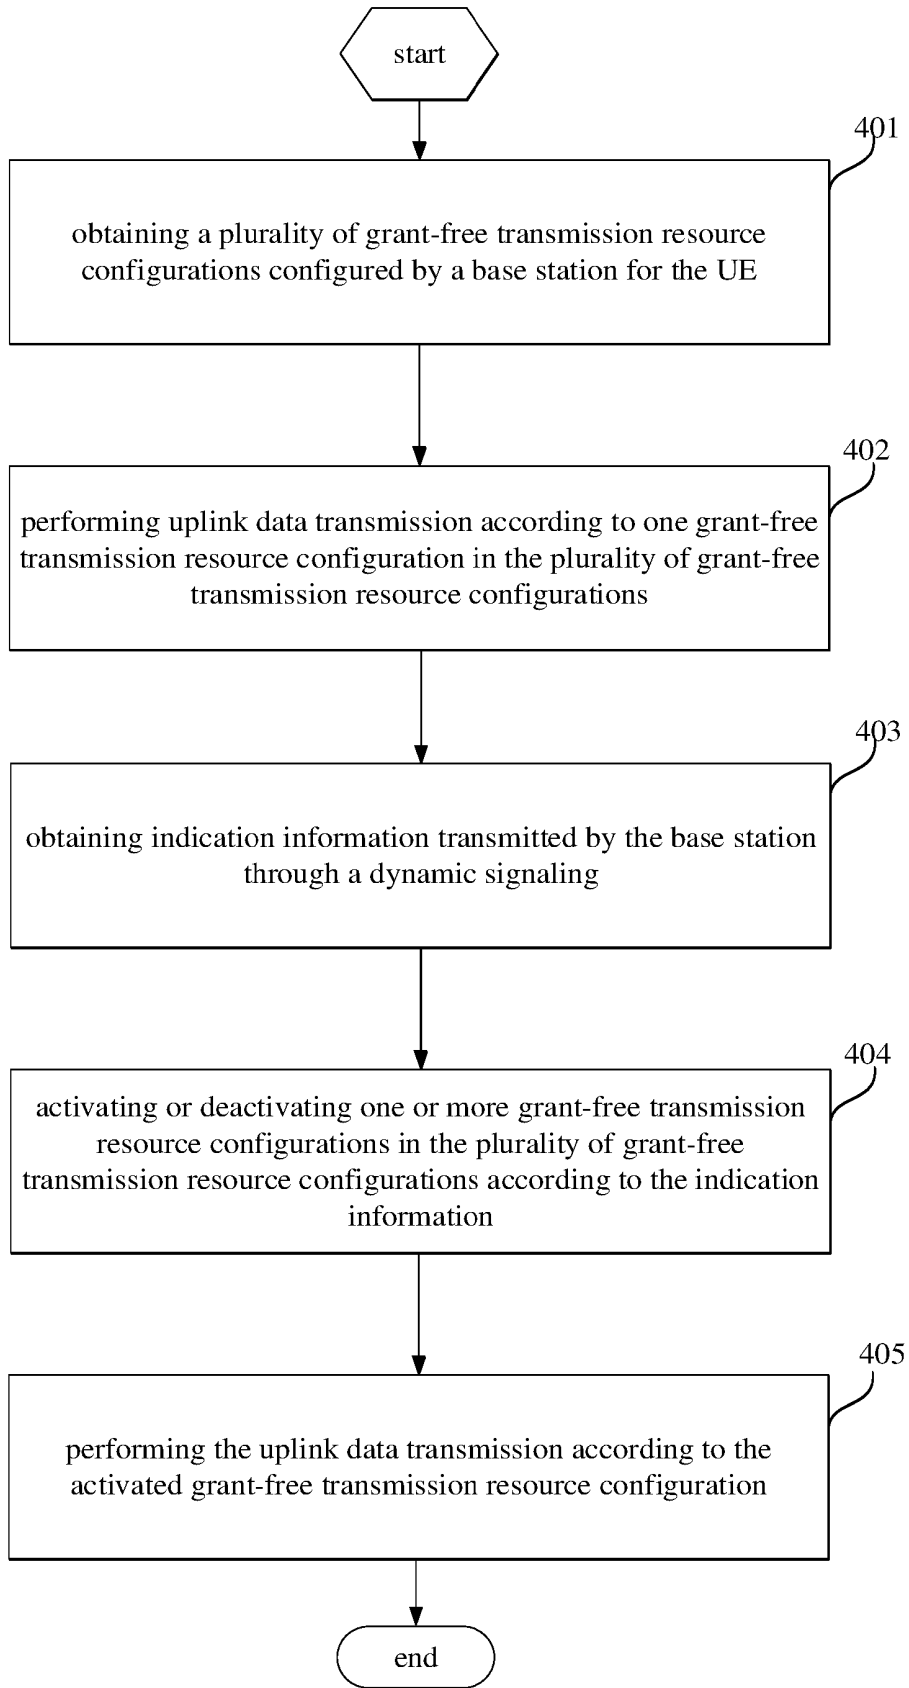 start
401
obtaining a plurality of grant-free transmission resource
configurations configured by a base station for the UE
402
performing uplink data transmission according to one grant-free
transmission resource configuration in the plurality of grant-free
transmission resource configurations
403
obtaining indication information transmitted by the base station
through a dynamic signaling
404
activating or deactivating one or more grant-free transmission
resource configurations in the plurality of grant-free
transmission resource configurations according to the indication
information
405
performing the uplink data transmission according to the
activated grant-free transmission resource configuration
end